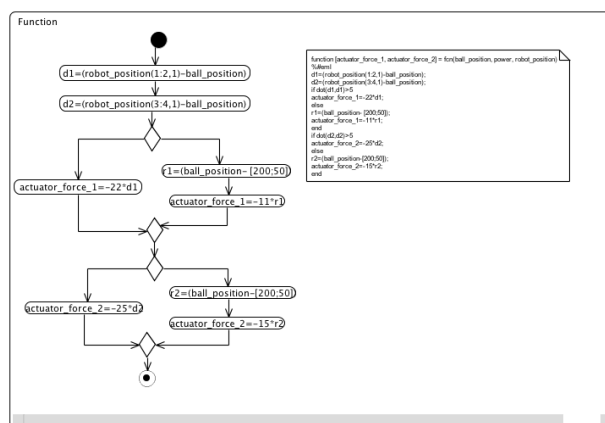 Function
d1=(robot_position(1:2,1)-ball_position)
d2=(robot_position(3:4,1)-ball_position)
r1=(ball_position- [200;50]
actuator_force_1=-22*d1
actuator_force_1=-11*r1
r2=(ball_position-[200;50]
actuator_force_2=-25*d2
actuator_force_2=-15*r2
function [actuator_force_1, actuator_force_2] = fcn(ball_position, power, robot_position)
%#eml
d1=(robot_position(1:2,1)-ball_position);
d2=(robot_position(3:4,1)-ball_position);
if dot(d1,d1)>5
actuator_force_1=-22*d1;
else
r1=(ball_position- [200;50]);
actuator_force_1=-11*r1;
end
if dot(d2,d2)>5
actuator_force_2=-25*d2;
else
r2=(ball_position-[200;50]);
actuator_force_2=-15*r2;
end